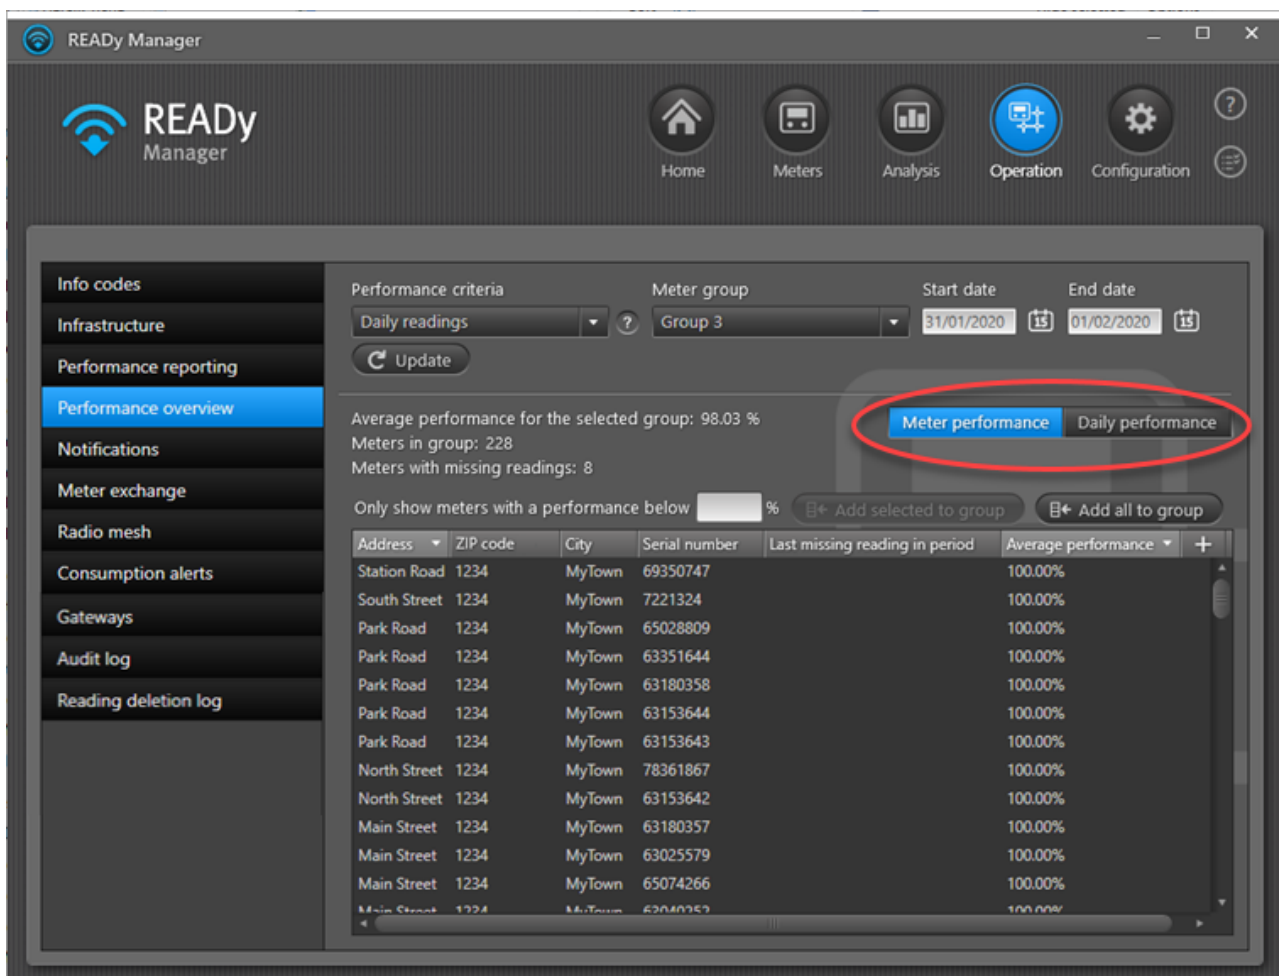 READy Manager
READy
Manager
Home Meters Analysis Operation Configuration
Info codes
Infrastructure
Performance reporting
Performance overview
Notifications
Meter exchange
Radio mesh
Consumption alerts
Gateways
Audit log
Reading deletion log
Performance criteria Meter group Start date End date
Daily readings ? Group 3 31/01/2020 15 01/02/2020 15
Update
Average performance for the selected group: 98.03 %
Meters in group: 228
Meters with missing readings: 8
Meter performance Daily performance
Only show meters with a performance below % Add selected to group Add all to group
Address ZIP code City Serial number Last missing reading in period Average performance +
Station Road 1234 MyTown 69350747 100.00%
South Street 1234 MyTown 7221324 100.00%
Park Road 1234 MyTown 65028809 100.00%
Park Road 1234 MyTown 63351644 100.00%
Park Road 1234 MyTown 63180358 100.00%
Park Road 1234 MyTown 63153644 100.00%
Park Road 1234 MyTown 63153643 100.00%
North Street 1234 MyTown 78361867 100.00%
North Street 1234 MyTown 63153642 100.00%
Main Street 1234 MyTown 63180357 100.00%
Main Street 1234 MyTown 63025579 100.00%
Main Street 1234 MyTown 65074266 100.00%
Main Street 1234 MyTown 63040252 100.00%